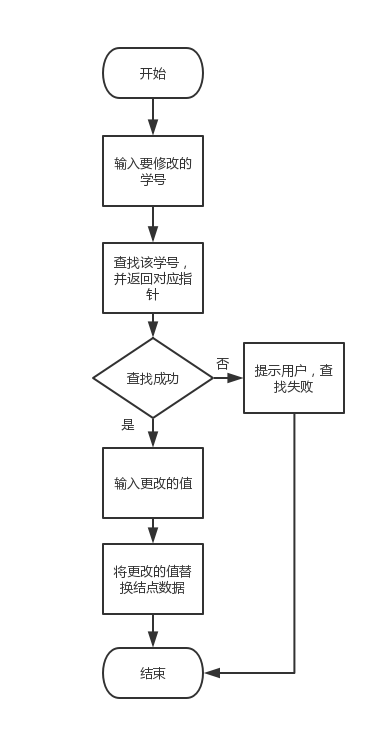 开始
输入要修改的
学号
查找该学号，
并返回对应指
针
查找成功
否
提示用户，查
找失败
是
输入更改的值
将更改的值替
换结点数据
结束